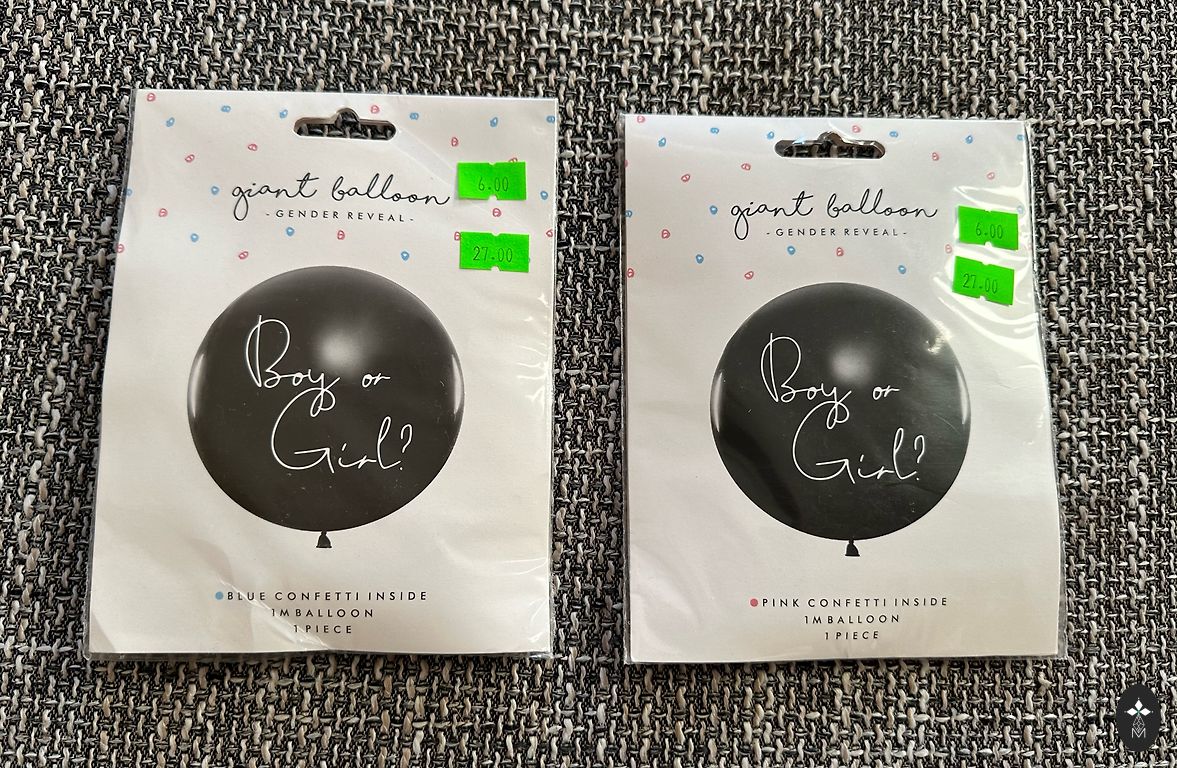 giant balloon
- GENDER REVEAL -
6.00
27.00
Boy or
Girl?
BLUE CONFETTI INSIDE
1M BALLOON
1 PIECE
giant balloon
- GENDER REVEAL -
6.00
27.00
Boy or
Girl?
PINK CONFETTI INSIDE
1M BALLOON
1 PIECE